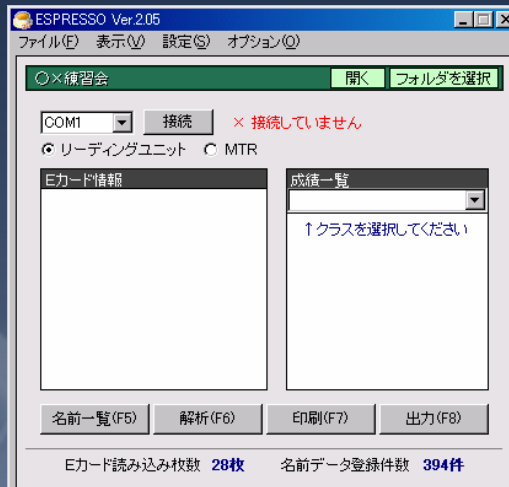 ESPRESSO Ver.2.05
ファイル(F) 表示(V) 設定(S) オプション(O)
○×練習会 開く フォルダを選択
COM1 接続 × 接続していません
リーディングユニット MTR
Eカード情報 成績一覧
↑クラスを選択してください
名前一覧(F5) 解析(F6) 印刷(F7) 出力(F8)
Eカード読み込み枚数 28枚 名前データ登録件数 394件